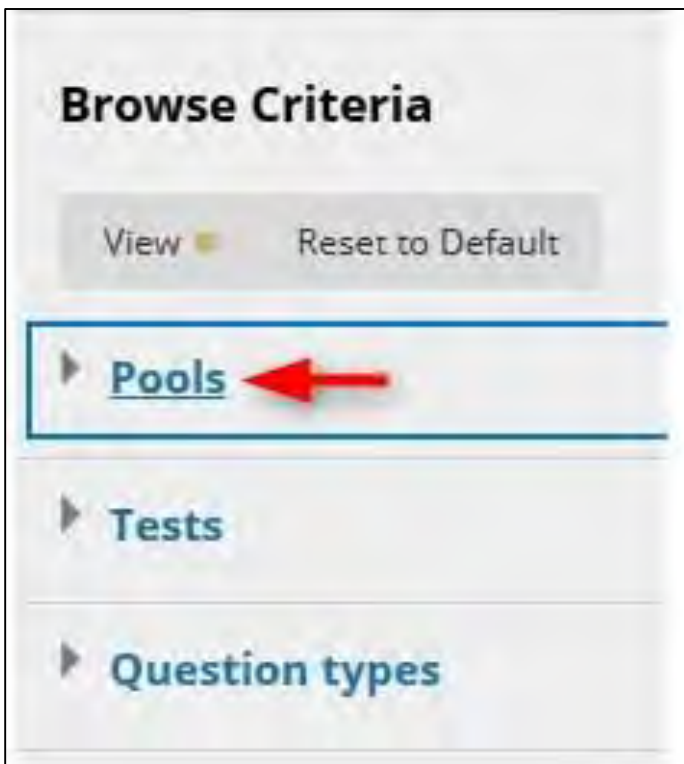 Browse Criteria
View Reset to Default
Pools
Tests
Question types